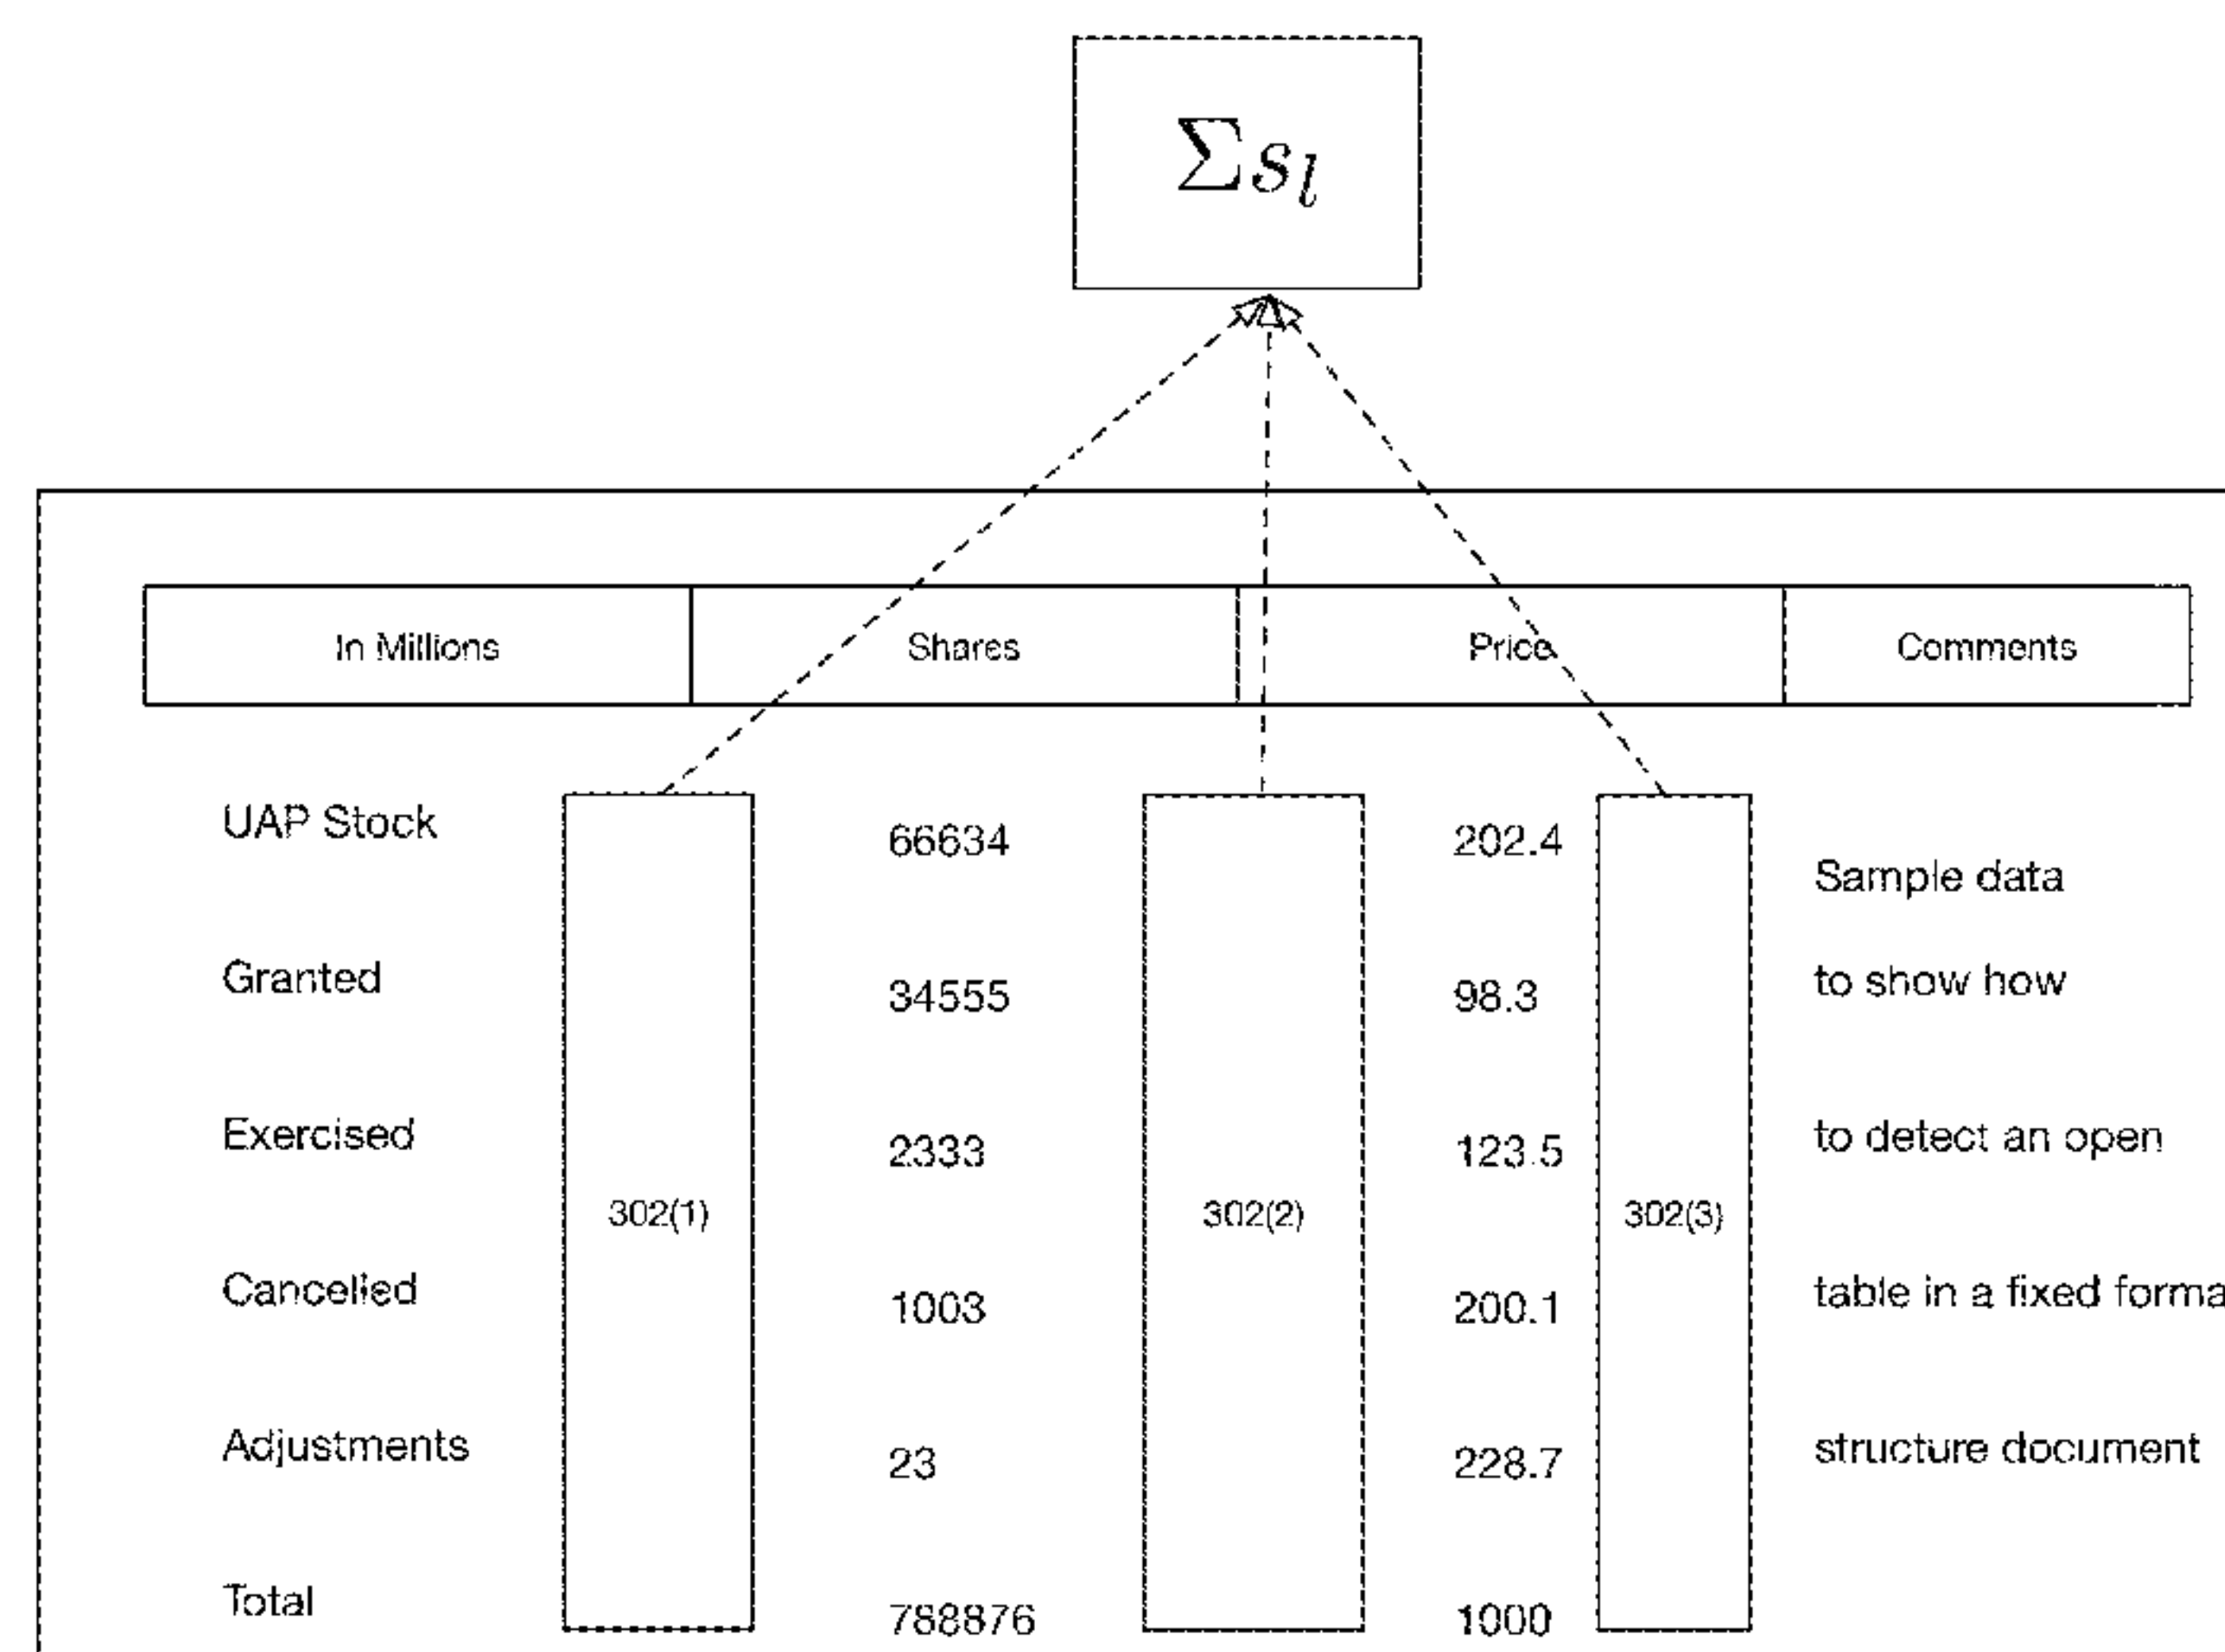 Σs_l
In Millions Shares Price Comments
UAP Stock 66634 202.4 Sample data
Granted 34555 98.3 to show how
Exercised 2333 123.5 to detect an open
302(1) 302(2) 302(3)
Cancelled 1003 200.1 table in a fixed forma
Adjustments 23 228.7 structure document
Total 788876 1000